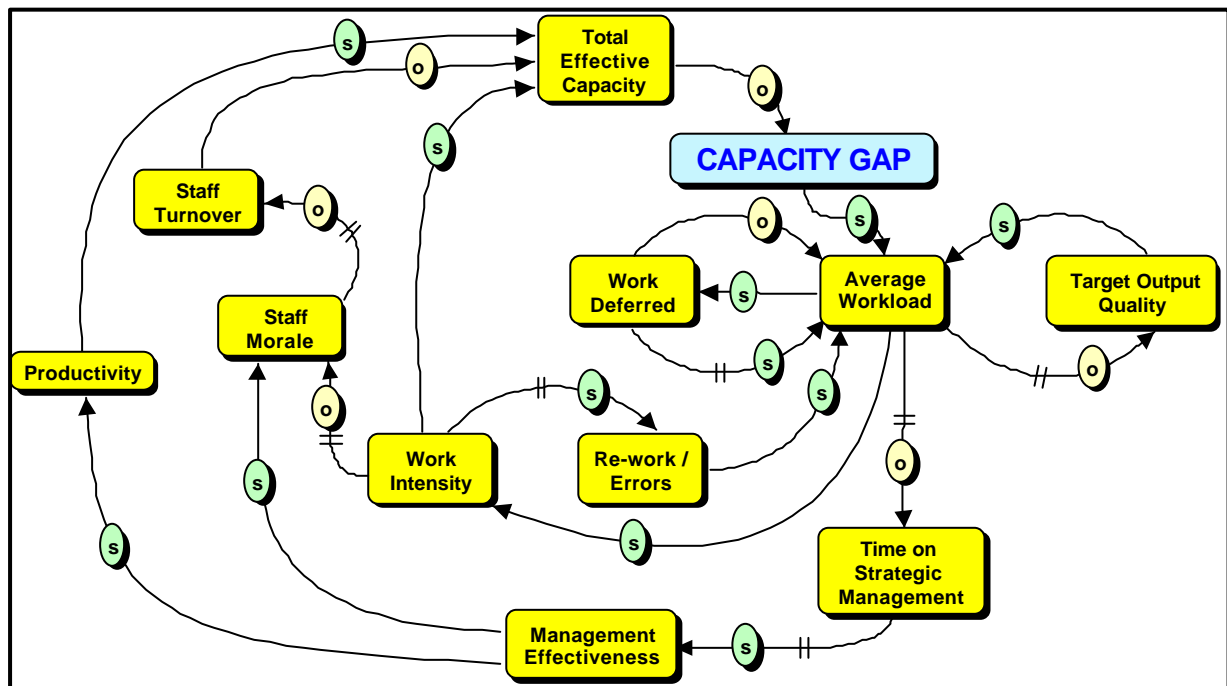 s
Total
Effective
Capacity
o
o
CAPACITY GAP
s
Staff
Turnover
o
o
s
s
Work
Deferred
s
Average
Workload
Target Output
Quality
Staff
Morale
Productivity
s
o
s
s
o
Work
Intensity
Re-work /
Errors
o
s
s
s
Time on
Strategic
Management
Management
Effectiveness
s